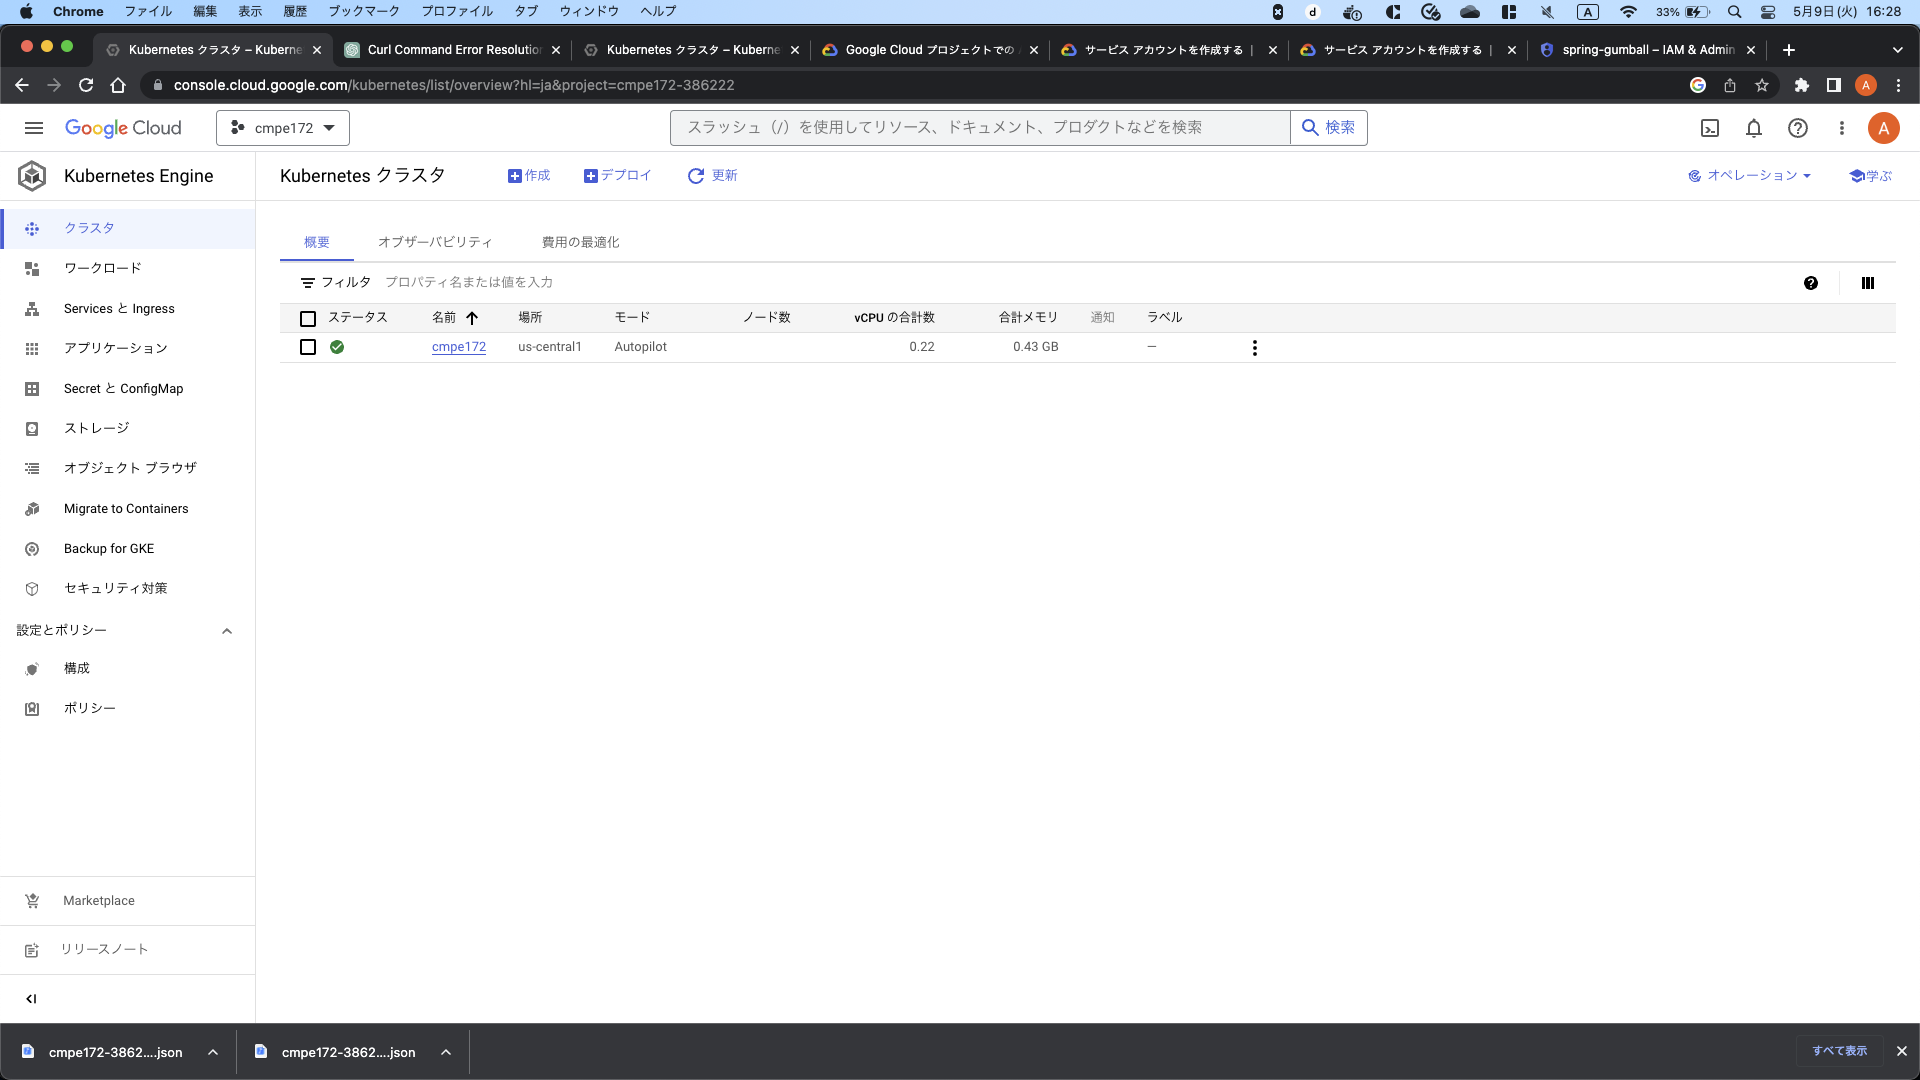 Chrome ファイル 編集 表示 履歴 ブックマーク プロファイル タブ ウィンドウ ヘルプ d A 33% 5月9日(火) 16:28
Kubernetes クラスタ – Kuberne Curl Command Error Resolution Kubernetes クラスタ – Kuberne Google Cloud プロジェクトでの サービス アカウントを作成する | サービス アカウントを作成する | spring-gumball – IAM & Admin
console.cloud.google.com/kubernetes/list/overview?hl=ja&project=cmpe172-386222 A
Google Cloud cmpe172 スラッシュ（/）を使用してリソース、ドキュメント、プロダクトなどを検索 検索 A
Kubernetes Engine
Kubernetes クラスタ 作成 デプロイ 更新 オペレーション 学ぶ
クラスタ
ワークロード
Services と Ingress
アプリケーション
Secret と ConfigMap
ストレージ
オブジェクト ブラウザ
Migrate to Containers
Backup for GKE
セキュリティ対策
設定とポリシー
構成
ポリシー
Marketplace
リリースノート
概要 オブザーバビリティ 費用の最適化
フィルタ プロパティ名または値を入力
ステータス 名前 場所 モード ノード数 vCPU の合計数 合計メモリ 通知 ラベル
cmpe172 us-central1 Autopilot 0.22 0.43 GB –
cmpe172-3862....json cmpe172-3862....json すべて表示